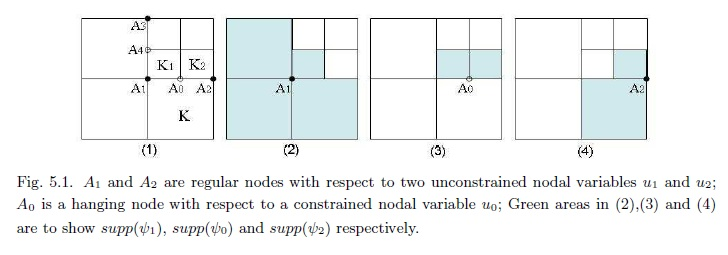 A3
A4
K1 K2
A1 A0 A2
K
A1
A0
A2
(1) (2) (3) (4)
Fig. 5.1. A1 and A2 are regular nodes with respect to two unconstrained nodal variables u1 and u2;
A0 is a hanging node with respect to a constrained nodal variable u0; Green areas in (2),(3) and (4)
are to show supp(ψ1), supp(ψ0) and supp(ψ2) respectively.